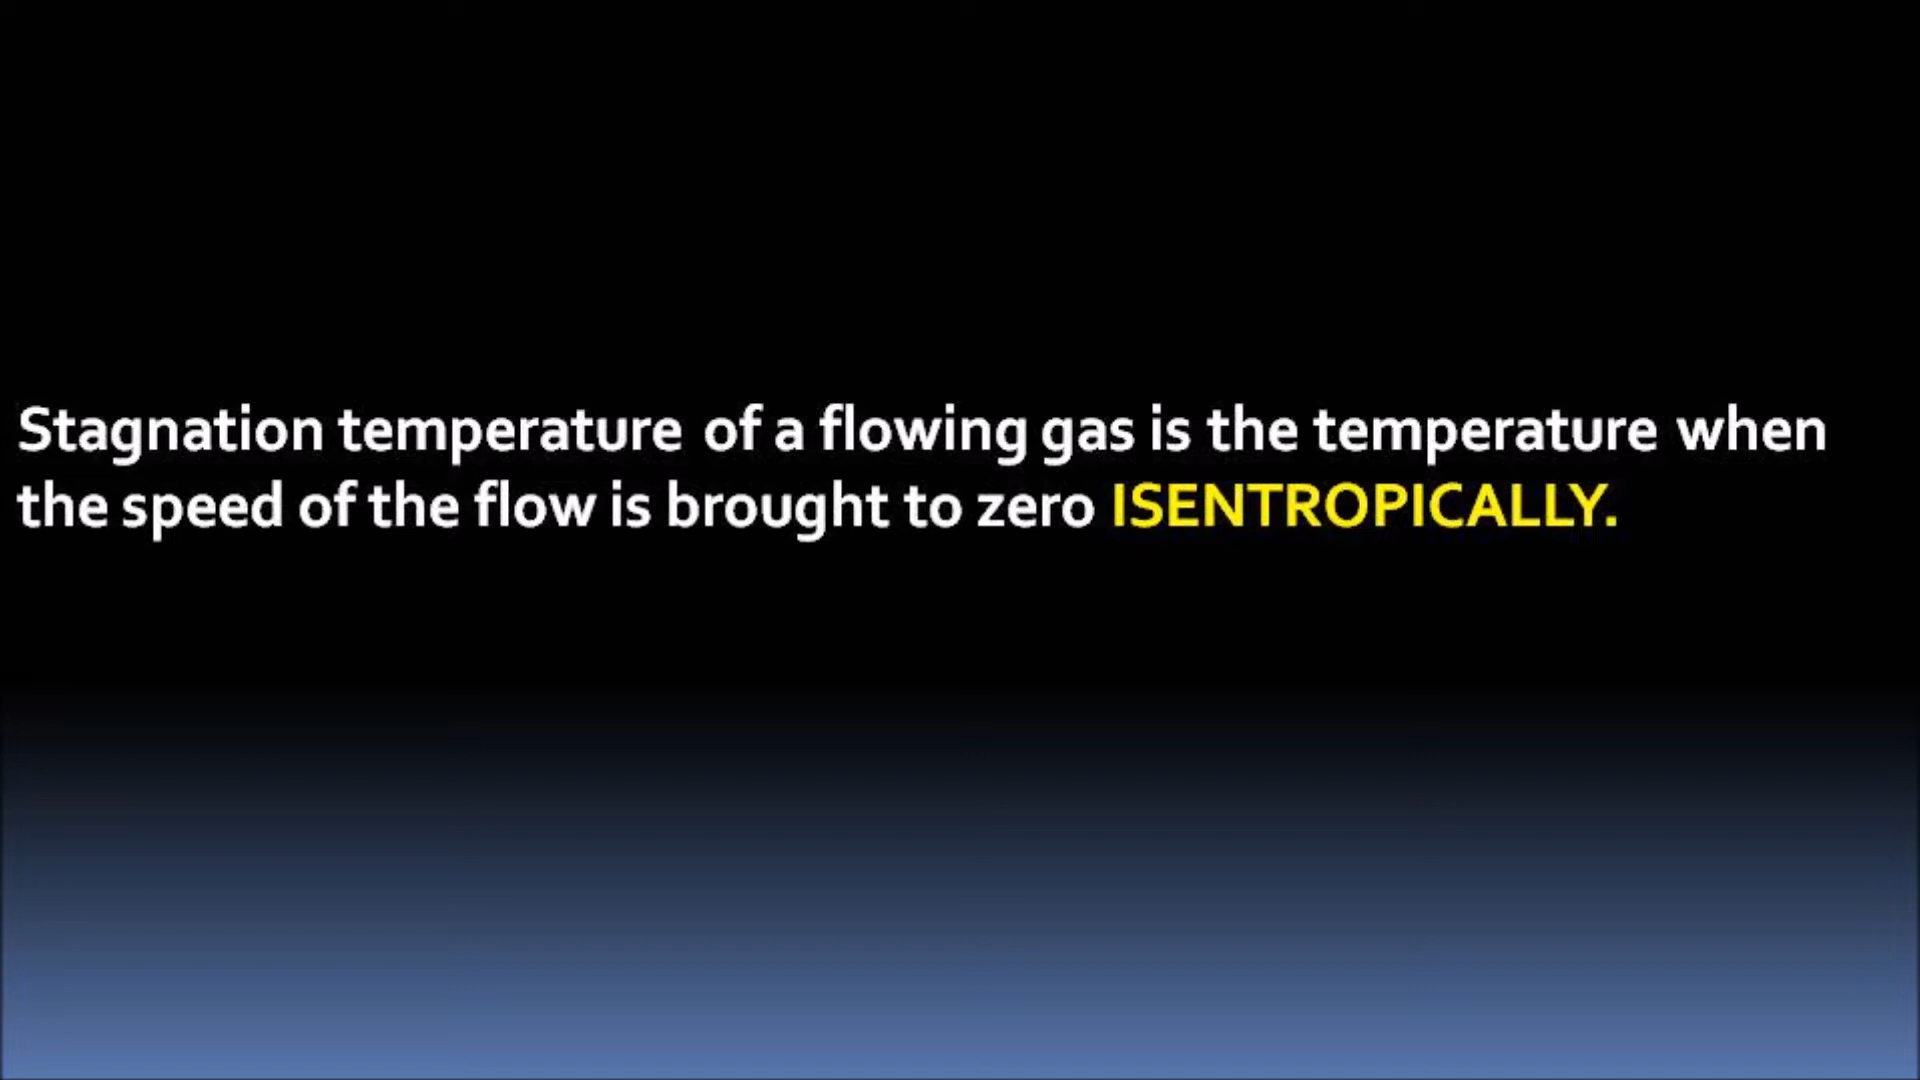 Stagnation temperature of a flowing gas is the temperature when
the speed of the flow is brought to zero ISENTROPICALLY.